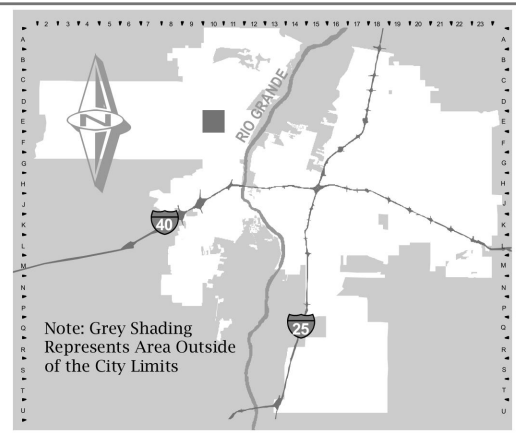 1 2 3 4 5 6 7 8 9 10 11 12 13 14 15 16 17 18 19 20 21 22 23
A A
B B
C C
D D
E E
F F
G G
H H
J J
K K
L L
M M
N N
P P
Q Q
R R
S S
T T
U U
N
RIO GRANDE
40
25
Note: Grey Shading
Represents Area Outside
of the City Limits